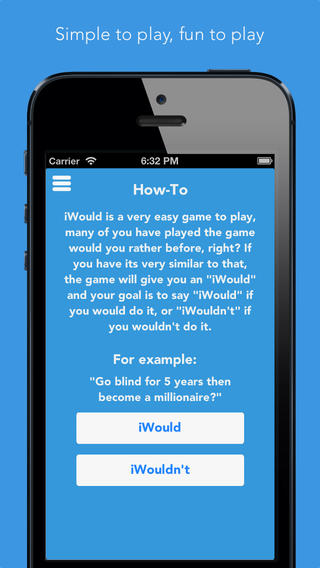 Simple to play, fun to play
Carrier 6:32 PM
How-To
iWould is a very easy game to play,
many of you have played the game
would you rather before, right? If
you have its very similar to that,
the game will give you an "iWould"
and your goal is to say "iWould" if
you would do it, or "iWouldn't" if
you wouldn't do it.
For example:
"Go blind for 5 years then
become a millionaire?"
iWould
iWouldn't